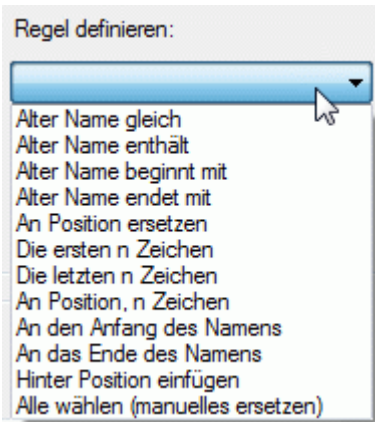 Regel definieren:
Alter Name gleich
Alter Name enthält
Alter Name beginnt mit
Alter Name endet mit
An Position ersetzen
Die ersten n Zeichen
Die letzten n Zeichen
An Position, n Zeichen
An den Anfang des Namens
An das Ende des Namens
Hinter Position einfügen
Alle wählen (manuelles ersetzen)